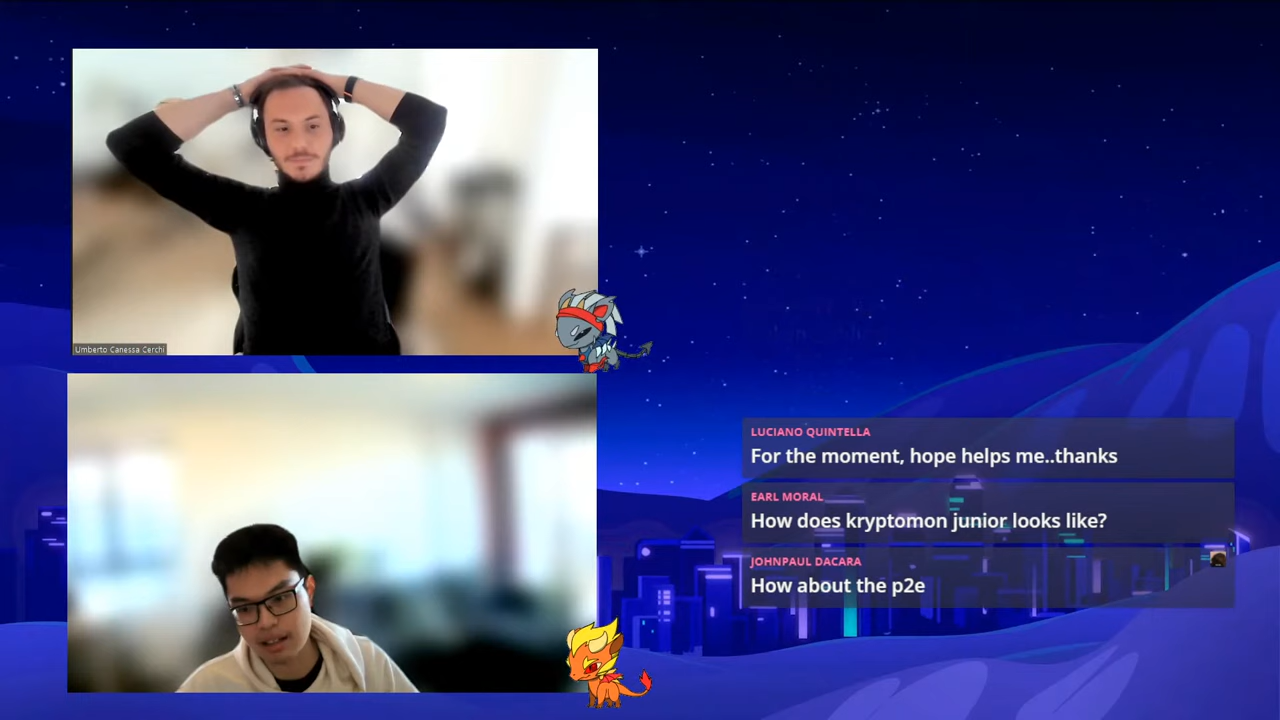 Umberto Canessa Cerchi
LUCIANO QUINTELLA
For the moment, hope helps me..thanks
EARL MORAL
How does kryptomon junior looks like?
JOHNPAUL DACARA
How about the p2e